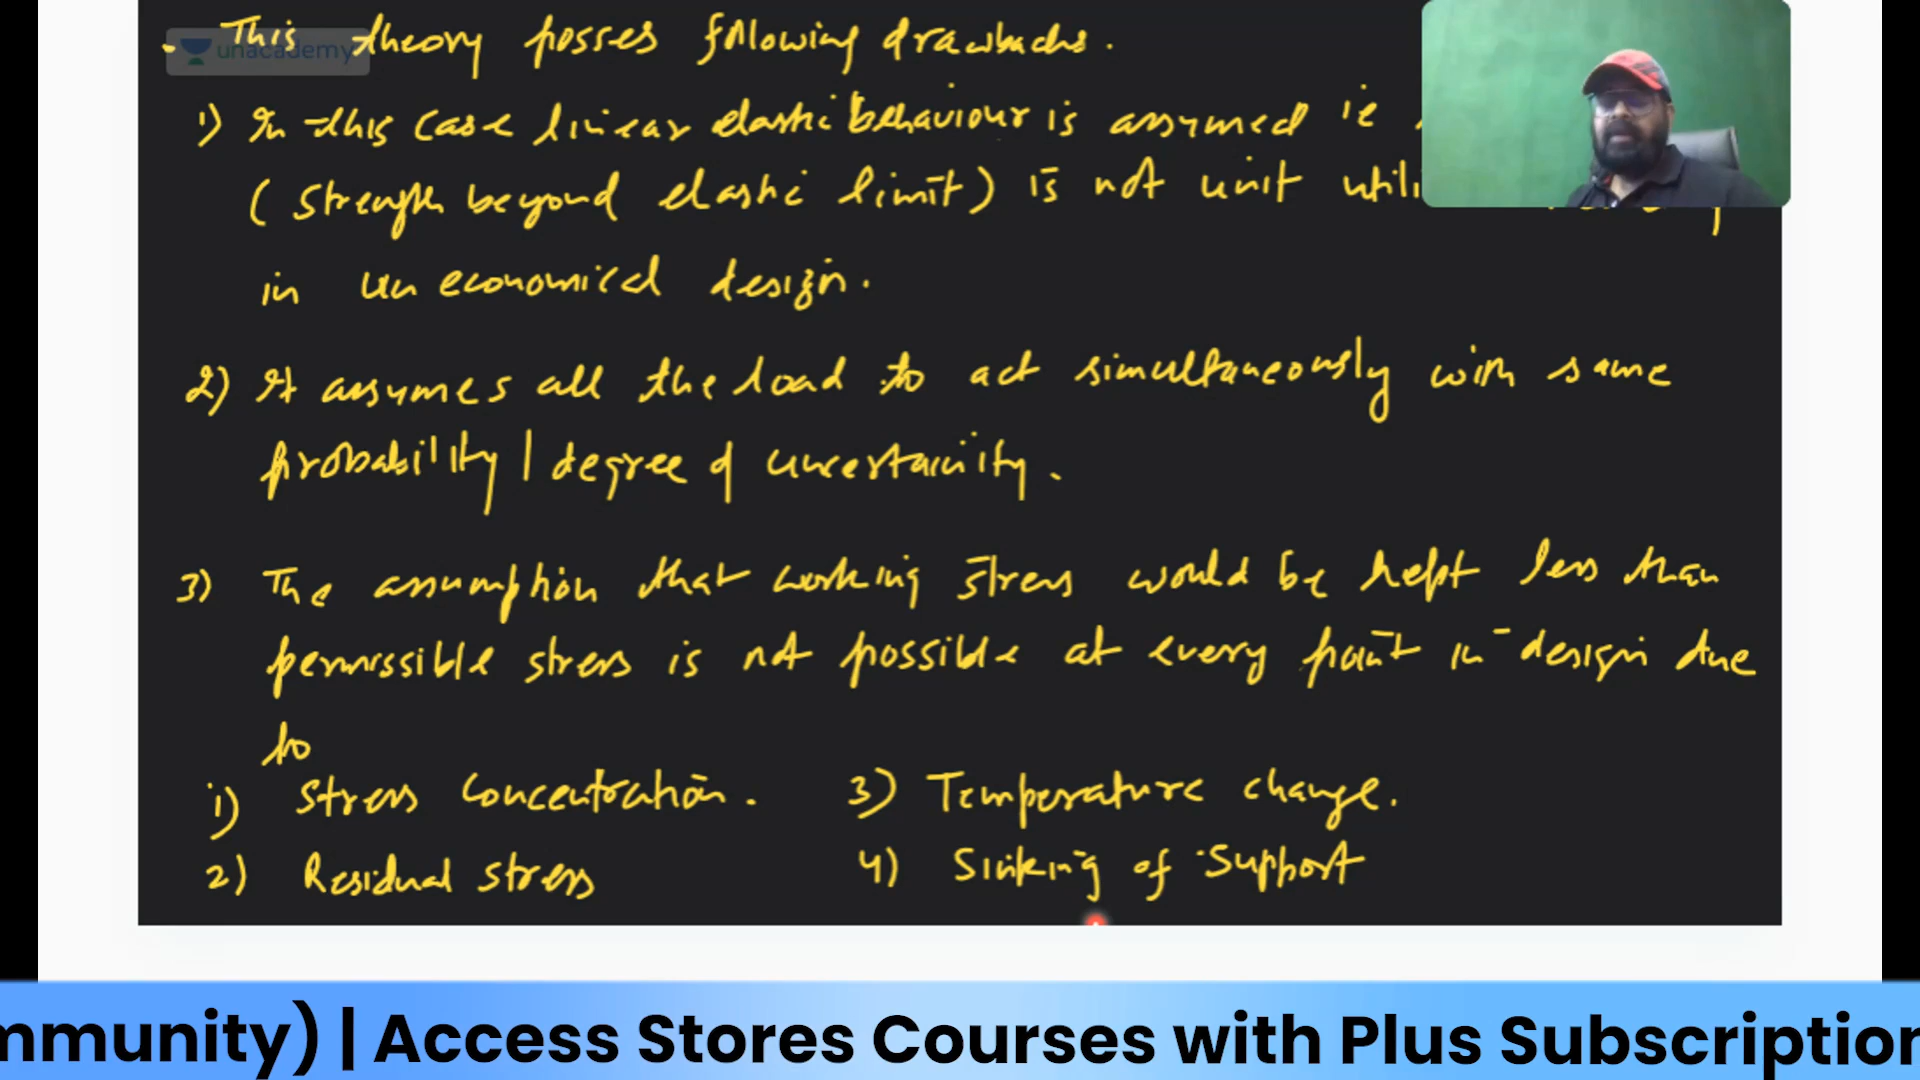 - This theory posses following drawbacks.
unacademy
1) In this case linear elastic behaviour is assumed ie
(strength beyond elastic limit) is not unit utili
in uneconomical design.
2) It assumes all the load to act simultaneously with same
probability | degree of uncertainity.
3) The assumption that working stress would be kept less than
permissible stress is not possible at every point in design due
to
i) Stress concentration. 3) Temperature change.
2) Residual stress 4) Sinking of support
mmunity) | Access Stores Courses with Plus Subscription